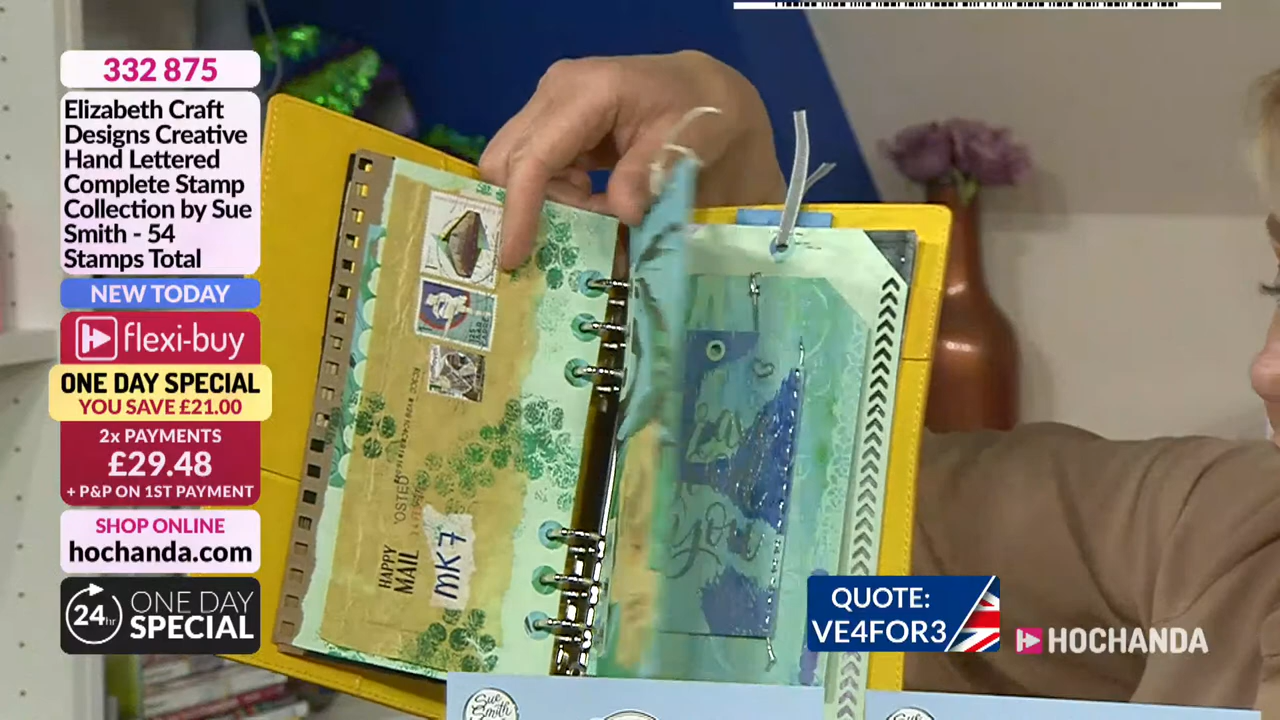 332 875
Elizabeth Craft
Designs Creative
Hand Lettered
Complete Stamp
Collection by Sue
Smith - 54
Stamps Total
NEW TODAY
flexi-buy
ONE DAY SPECIAL
YOU SAVE £21.00
2x PAYMENTS
£29.48
+ P&P ON 1ST PAYMENT
SHOP ONLINE
hochanda.com
24hr
ONE DAY
SPECIAL
HAPPY
MAIL
MK7
you
QUOTE:
VE4FOR3
HOCHANDA
Sue
Smith